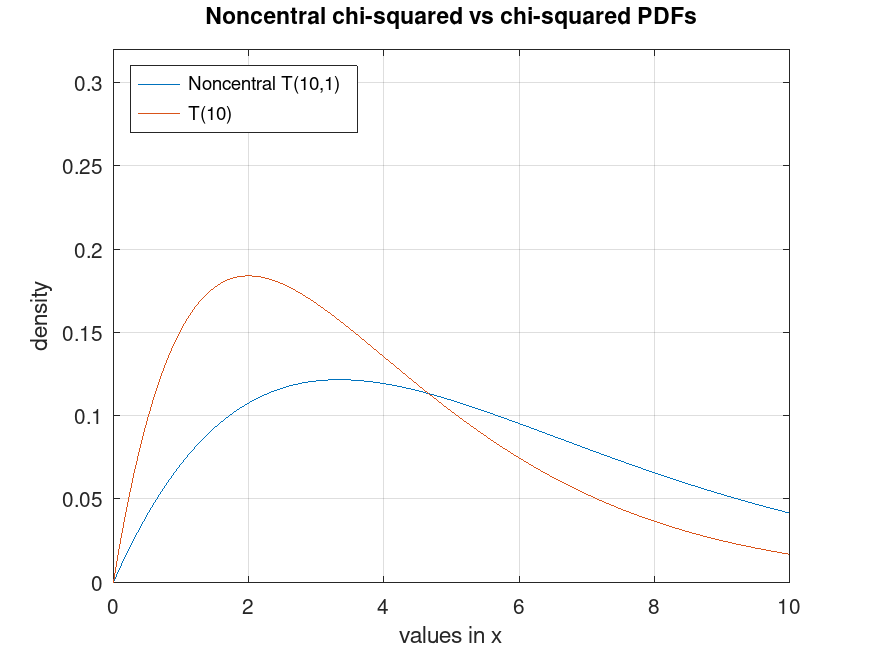 Noncentral chi-squared vs chi-squared PDFs
Noncentral T(10,1)
T(10)
0.3
0.25
0.2
0.15
0.1
0.05
0
density
0 2 4 6 8 10
values in x